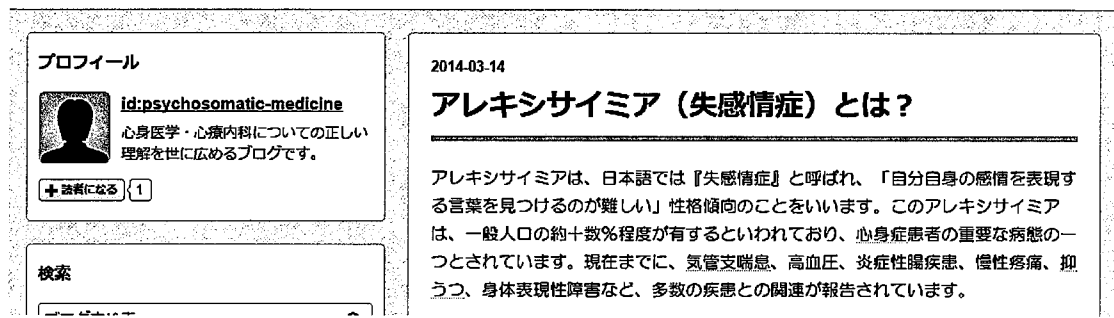 プロフィール
id:psychosomatic-medicine
心身医学・心療内科についての正しい
理解を世に広めるブログです。
読者になる 1
検索
2014-03-14
アレキシサイミア（失感情症）とは？
アレキシサイミアは、日本語では『失感情症』と呼ばれ、「自分自身の感情を表現す
る言葉を見つけるのが難しい」性格傾向のことをいいます。このアレキシサイミア
は、一般人口の約十数%程度が有するといわれており、心身症患者の重要な病態の一
つとされています。現在までに、気管支喘息、高血圧、炎症性腸疾患、慢性疼痛、抑
うつ、身体表現性障害など、多数の疾患との関連が報告されています。